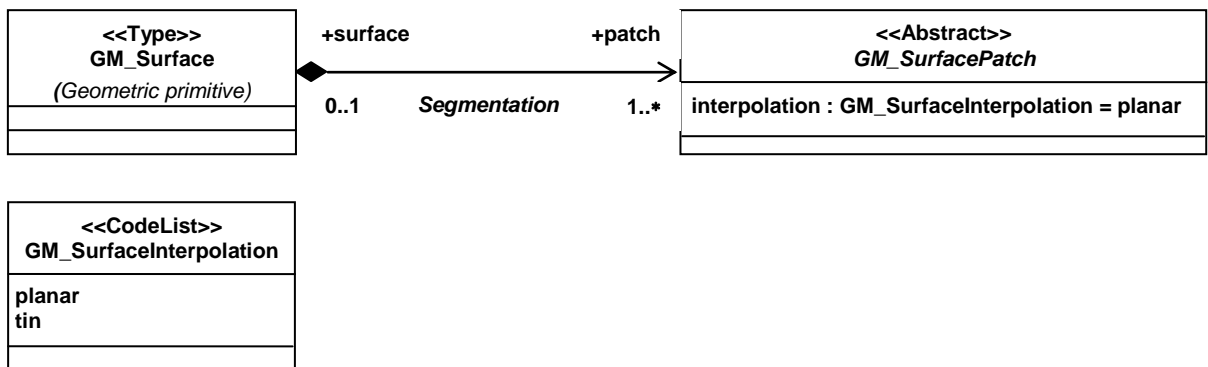 <<Type>>
GM_Surface
(Geometric primitive)
+surface
+patch
0..1
Segmentation
1..*
<<Abstract>>
GM_SurfacePatch
interpolation : GM_SurfaceInterpolation = planar
<<CodeList>>
GM_SurfaceInterpolation
planar
tin